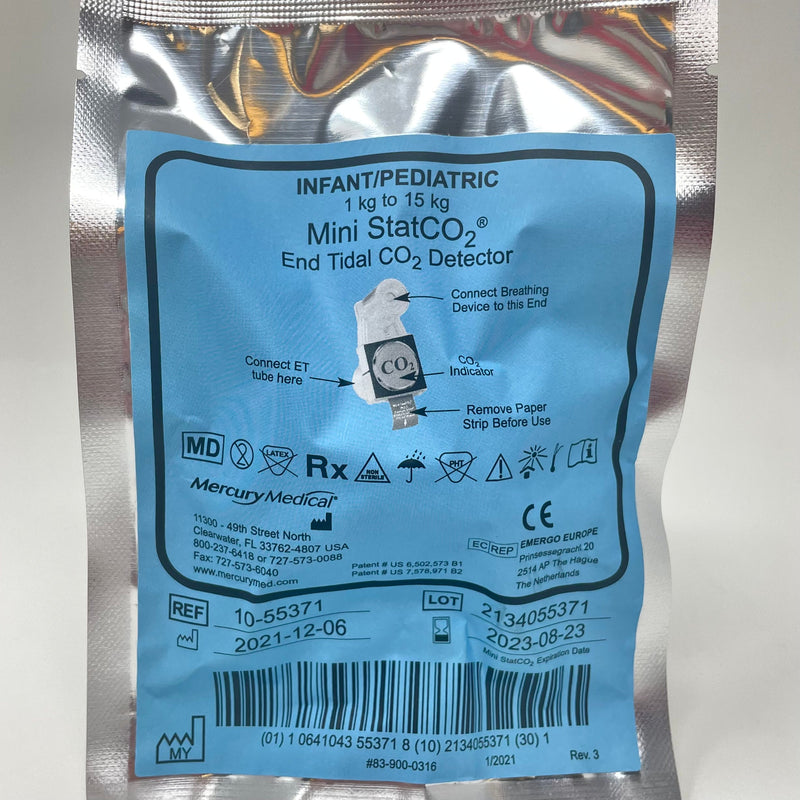 INFANT/PEDIATRIC
1 kg to 15 kg
Mini StatCO₂®
End Tidal CO₂ Detector
Connect Breathing
Device to this End
Connect ET
tube here
CO₂
CO₂
Indicator
Remove Paper
Strip Before Use
MD
2
LATEX
Rx
NON
STERILE
PHT
i
Mercury Medical®
11300 - 49th Street North
Clearwater, FL 33762-4807 USA
800-237-6418 or 727-573-0088
Fax: 727-573-6040
www.mercurymed.com
Patent # US 6,502,573 B1
Patent # US 7,578,971 B2
CE
EC REP EMERGO EUROPE
Prinsessegracht 20
2514 AP The Hague
The Netherlands
REF 10-55371
2021-12-06
LOT 2134055371
2023-08-23
Mini StatCO₂ Expiration Date
MY
(01) 1 0641043 55371 8 (10) 2134055371 (30) 1
#83-900-0316
1/2021
Rev. 3